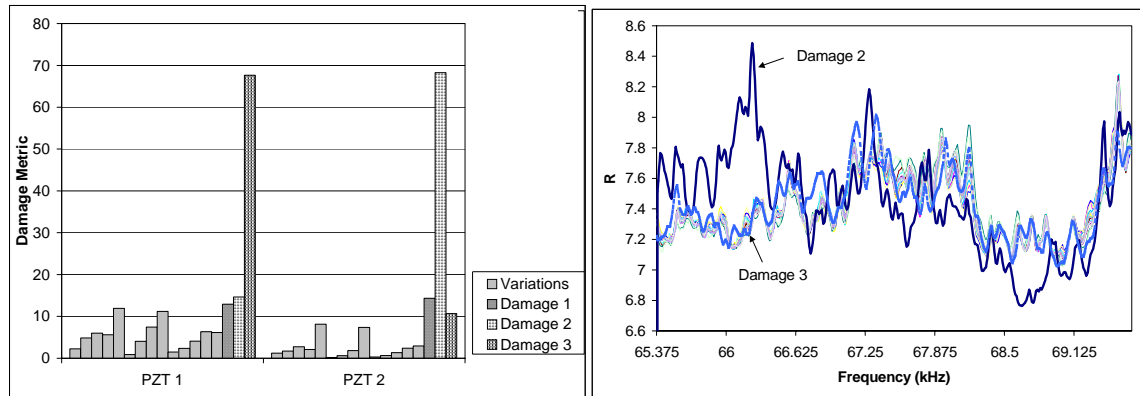 80
70
60
50
40
30
20
10
0
Damage Metric
PZT 1 PZT 2
Variations
Damage 1
Damage 2
Damage 3
8.6
8.4
8.2
8
7.8
7.6
7.4
7.2
7
6.8
6.6
R
Damage 2
Damage 3
65.375 66 66.625 67.25 67.875 68.5 69.125
Frequency (kHz)